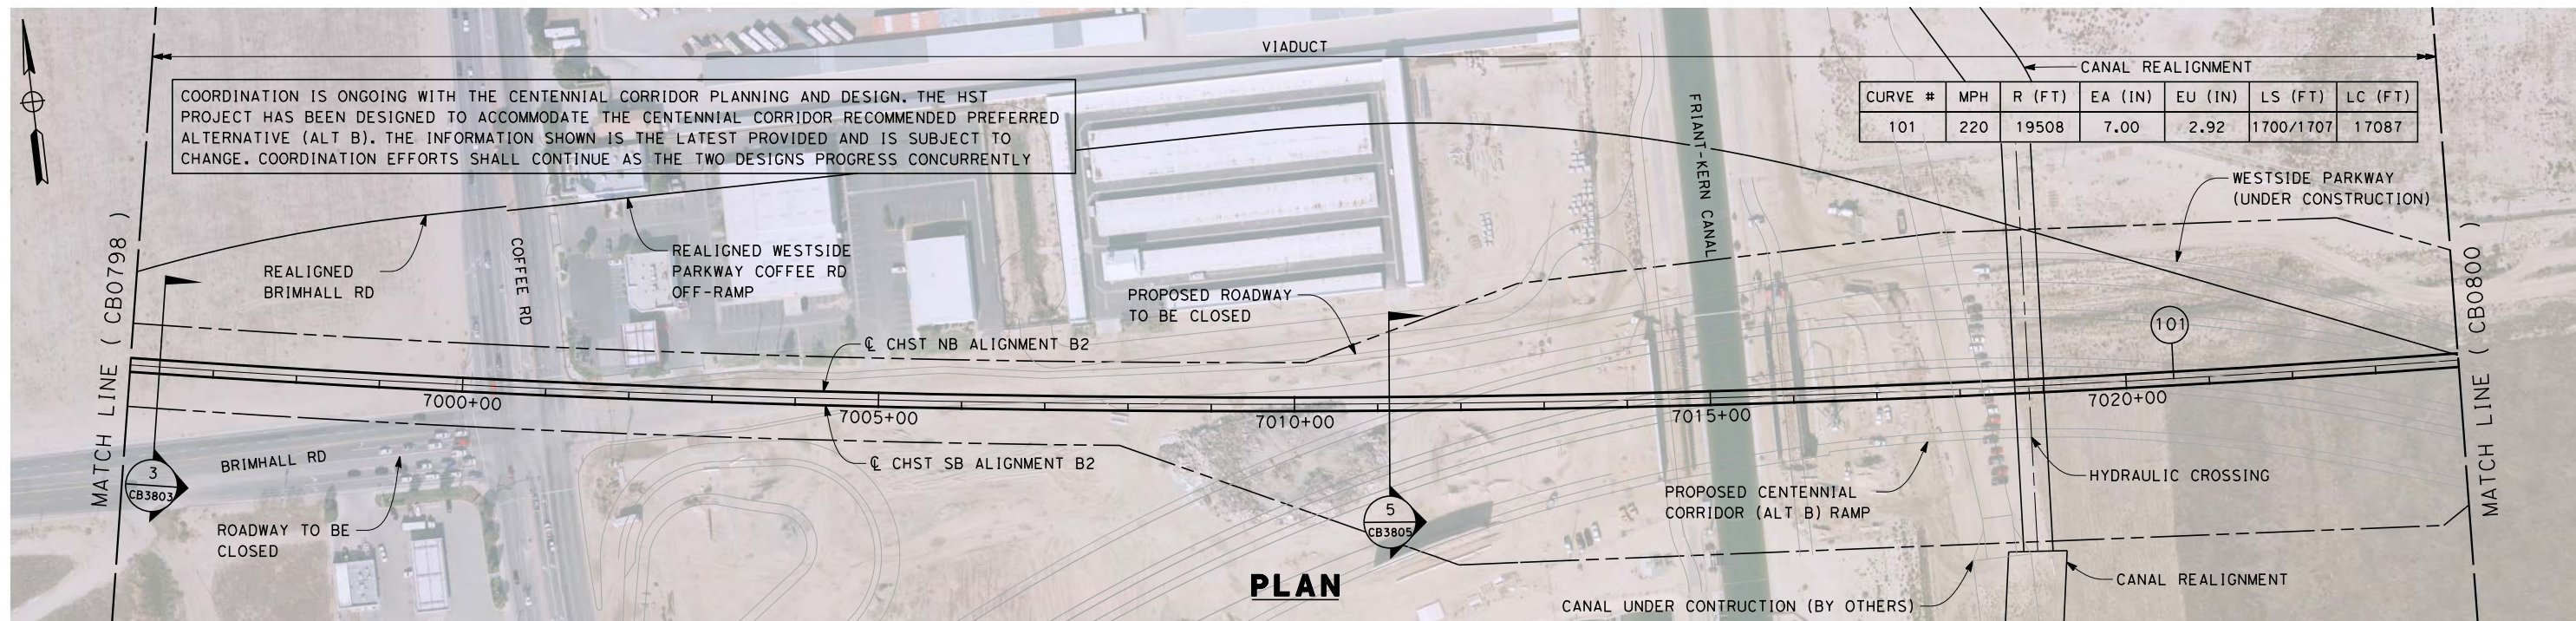 VIADUCT
COORDINATION IS ONGOING WITH THE CENTENNIAL CORRIDOR PLANNING AND DESIGN. THE HST
PROJECT HAS BEEN DESIGNED TO ACCOMMODATE THE CENTENNIAL CORRIDOR RECOMMENDED PREFERRED
ALTERNATIVE (ALT B). THE INFORMATION SHOWN IS THE LATEST PROVIDED AND IS SUBJECT TO
CHANGE. COORDINATION EFFORTS SHALL CONTINUE AS THE TWO DESIGNS PROGRESS CONCURRENTLY
CANAL REALIGNMENT
CURVE # MPH R (FT) EA (IN) EU (IN) LS (FT) LC (FT)
101 220 19508 7.00 2.92 1700/1707 17087
WESTSIDE PARKWAY
(UNDER CONSTRUCTION)
FRIANT-KERN CANAL
MATCH LINE ( CB0798 )
REALIGNED
BRIMHALL RD
COFFEE RD
REALIGNED WESTSIDE
PARKWAY COFFEE RD
OFF-RAMP
PROPOSED ROADWAY
TO BE CLOSED
101
MATCH LINE ( CB0800 )
℄ CHST NB ALIGNMENT B2
7000+00
7005+00
7010+00
7015+00
7020+00
℄ CHST SB ALIGNMENT B2
BRIMHALL RD
3
CB3803
ROADWAY TO BE
CLOSED
5
CB3805
PROPOSED CENTENNIAL
CORRIDOR (ALT B) RAMP
HYDRAULIC CROSSING
CANAL REALIGNMENT
CANAL UNDER CONTRUCTION (BY OTHERS)
PLAN